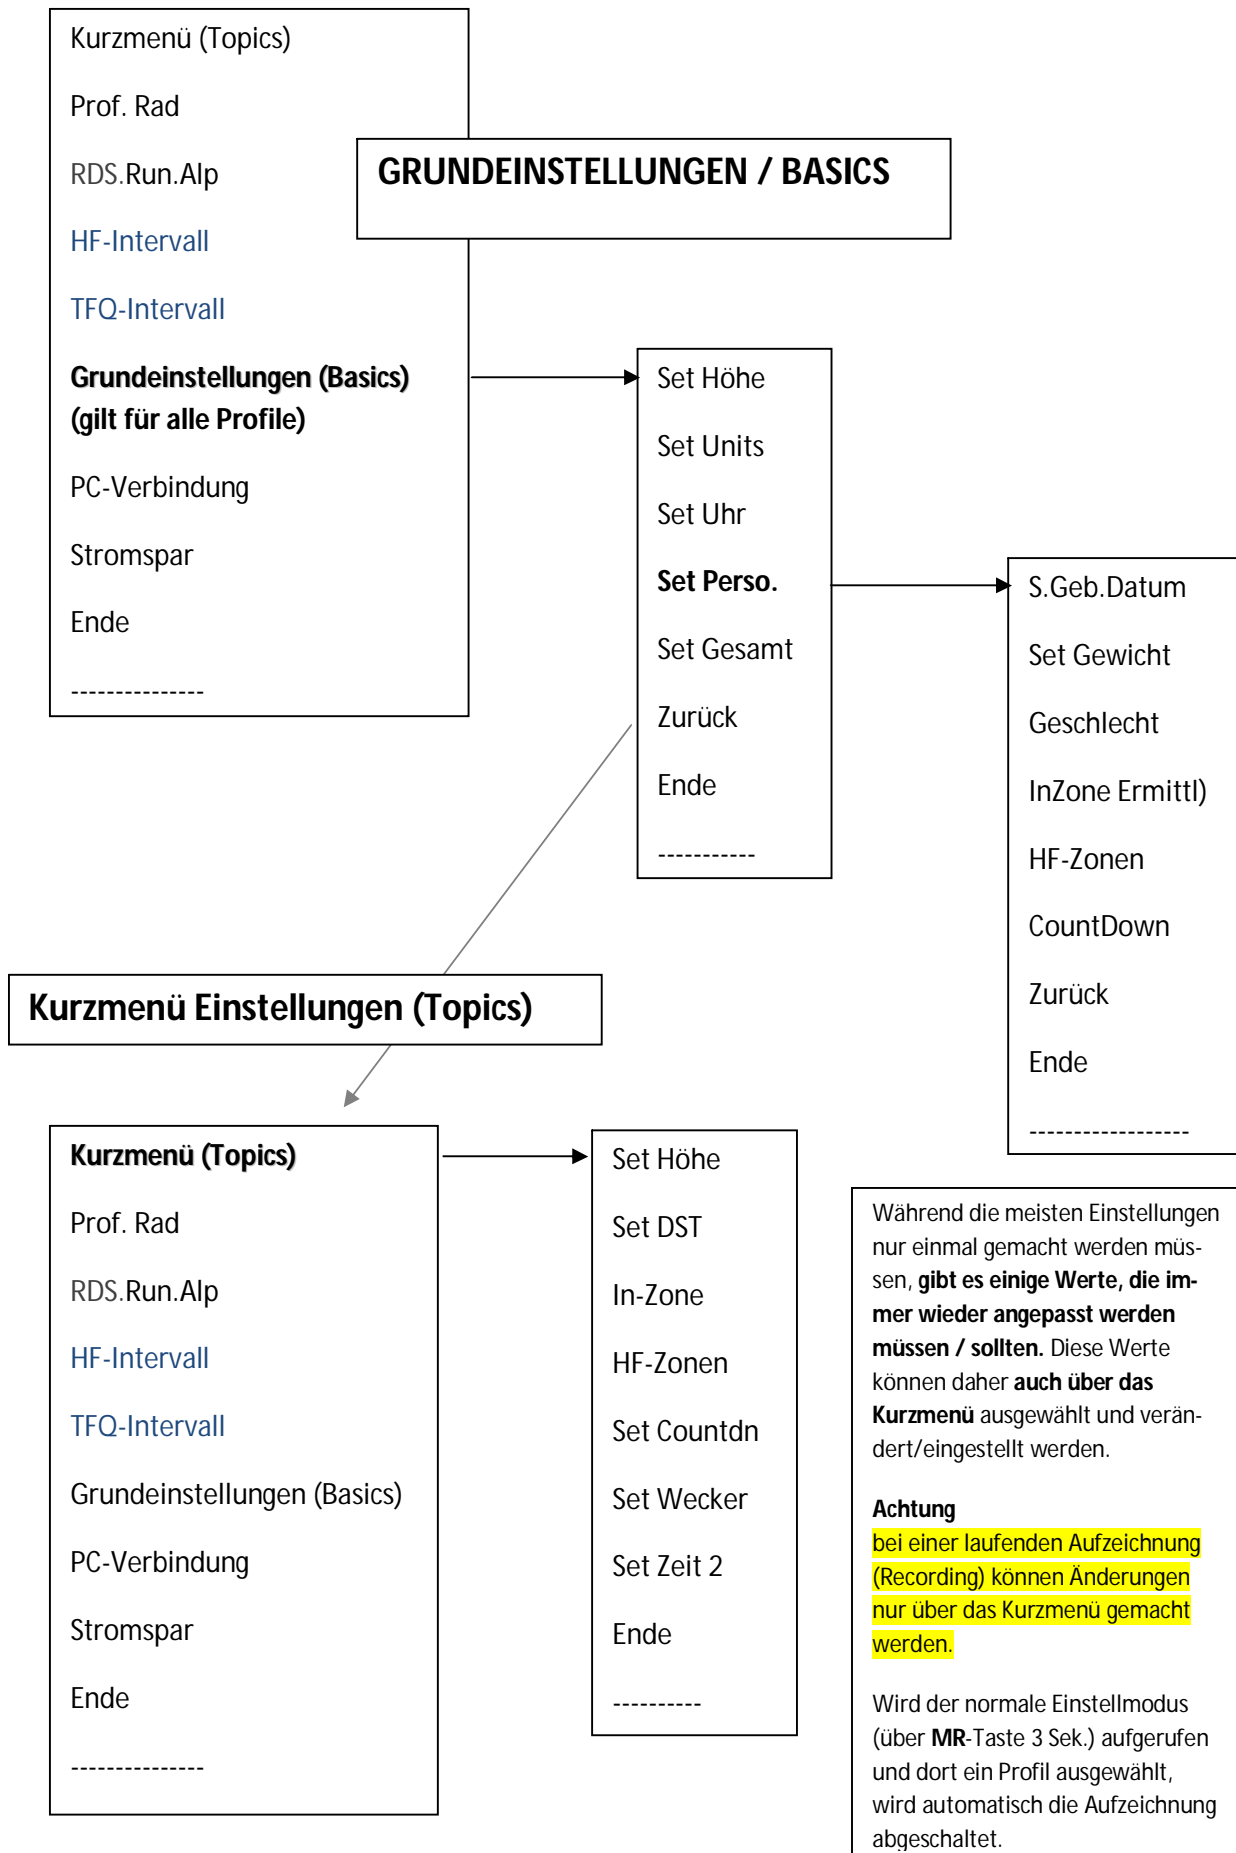 Kurzmenü (Topics)
Prof. Rad
RDS.Run.Alp
HF-Intervall
TFQ-Intervall
Grundeinstellungen (Basics)
(gilt für alle Profile)
PC-Verbindung
Stromspar
Ende
---------------
GRUNDEINSTELLUNGEN / BASICS
Set Höhe
Set Units
Set Uhr
Set Perso.
Set Gesamt
Zurück
Ende
-----------
S.Geb.Datum
Set Gewicht
Geschlecht
InZone Ermittl)
HF-Zonen
CountDown
Zurück
Ende
------------------
Kurzmenü Einstellungen (Topics)
Kurzmenü (Topics)
Prof. Rad
RDS.Run.Alp
HF-Intervall
TFQ-Intervall
Grundeinstellungen (Basics)
PC-Verbindung
Stromspar
Ende
---------------
Set Höhe
Set DST
In-Zone
HF-Zonen
Set Countdn
Set Wecker
Set Zeit 2
Ende
----------
Während die meisten Einstellungen
nur einmal gemacht werden müs-
sen, gibt es einige Werte, die im-
mer wieder angepasst werden
müssen / sollten. Diese Werte
können daher auch über das
Kurzmenü ausgewählt und verän-
dert/eingestellt werden.
Achtung
bei einer laufenden Aufzeichnung
(Recording) können Änderungen
nur über das Kurzmenü gemacht
werden.
Wird der normale Einstellmodus
(über MR-Taste 3 Sek.) aufgerufen
und dort ein Profil ausgewählt,
wird automatisch die Aufzeichnung
abgeschaltet.